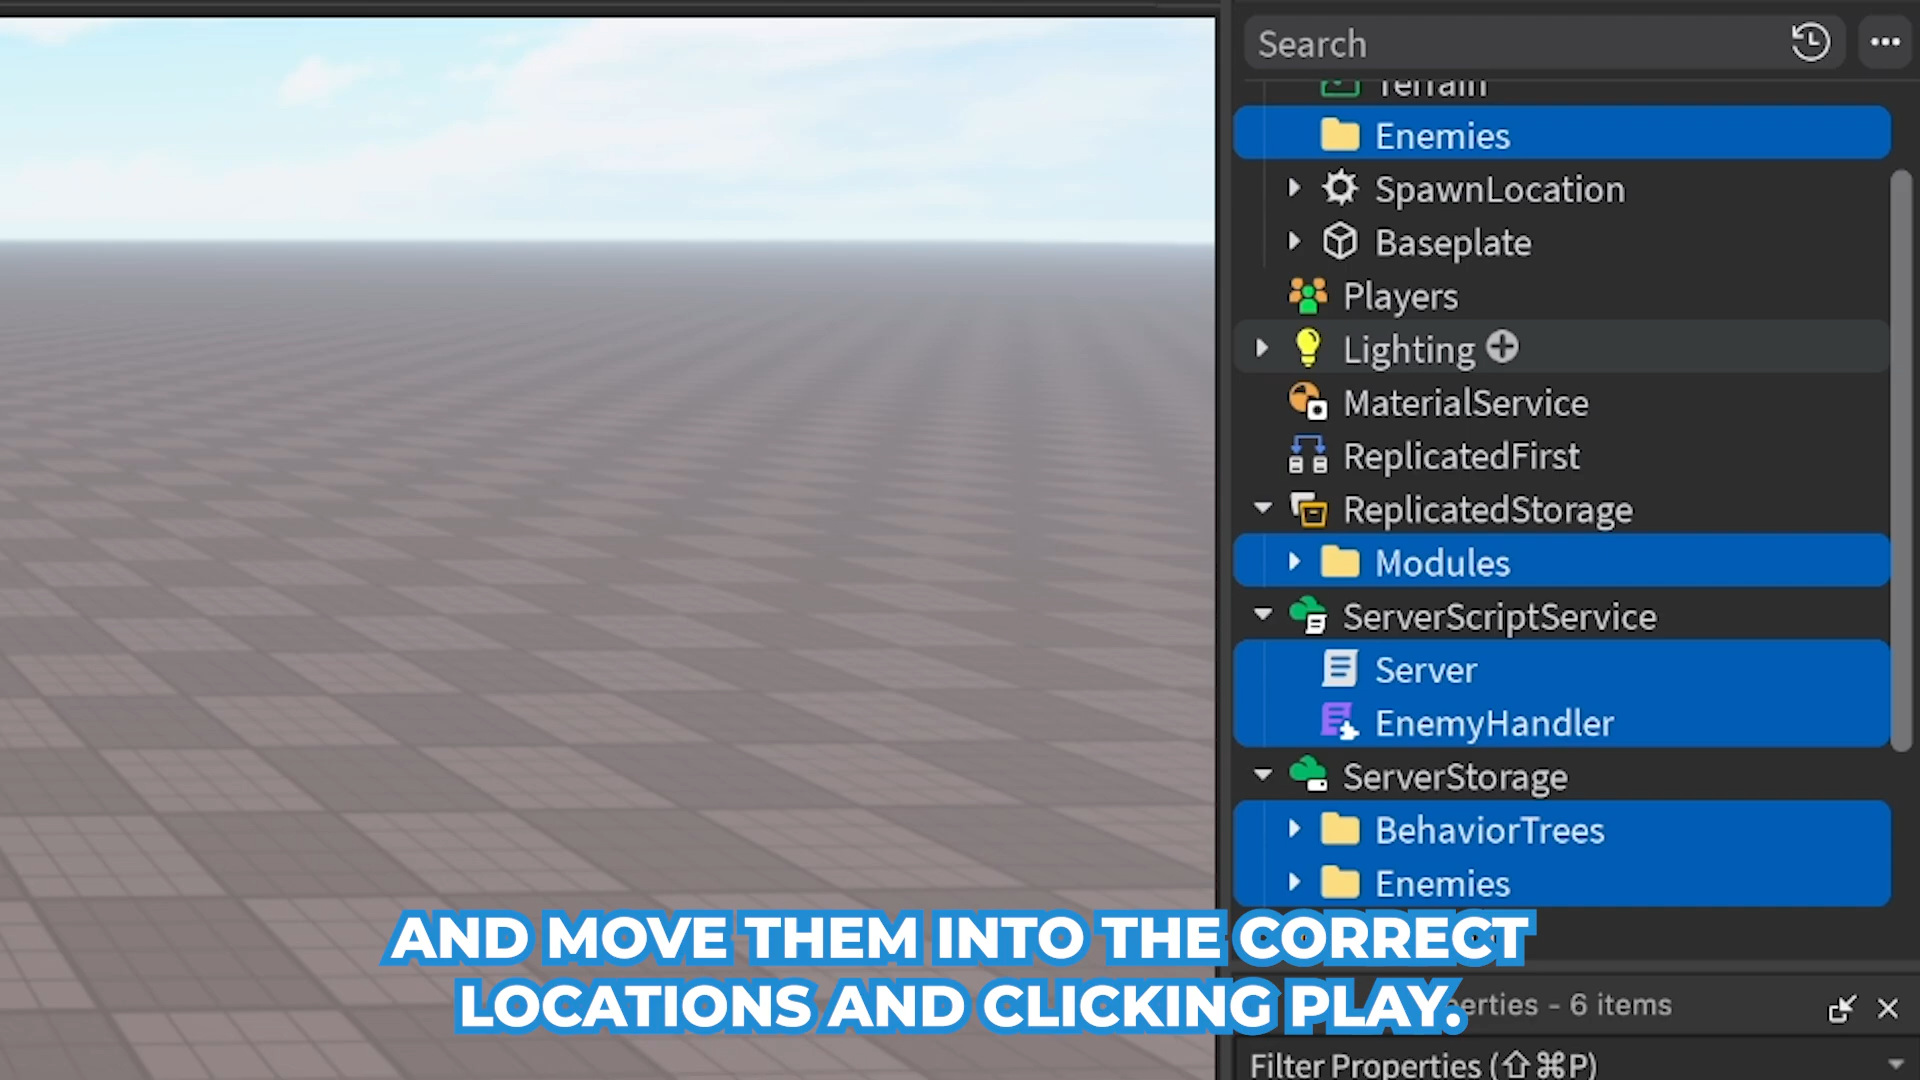 Search
Terrain
Enemies
SpawnLocation
Baseplate
Players
Lighting
MaterialService
ReplicatedFirst
ReplicatedStorage
Modules
ServerScriptService
Server
EnemyHandler
ServerStorage
BehaviorTrees
Enemies
AND MOVE THEM INTO THE CORRECT
LOCATIONS AND CLICKING PLAY.
erties - 6 items
Filter Properties (⇧⌘P)